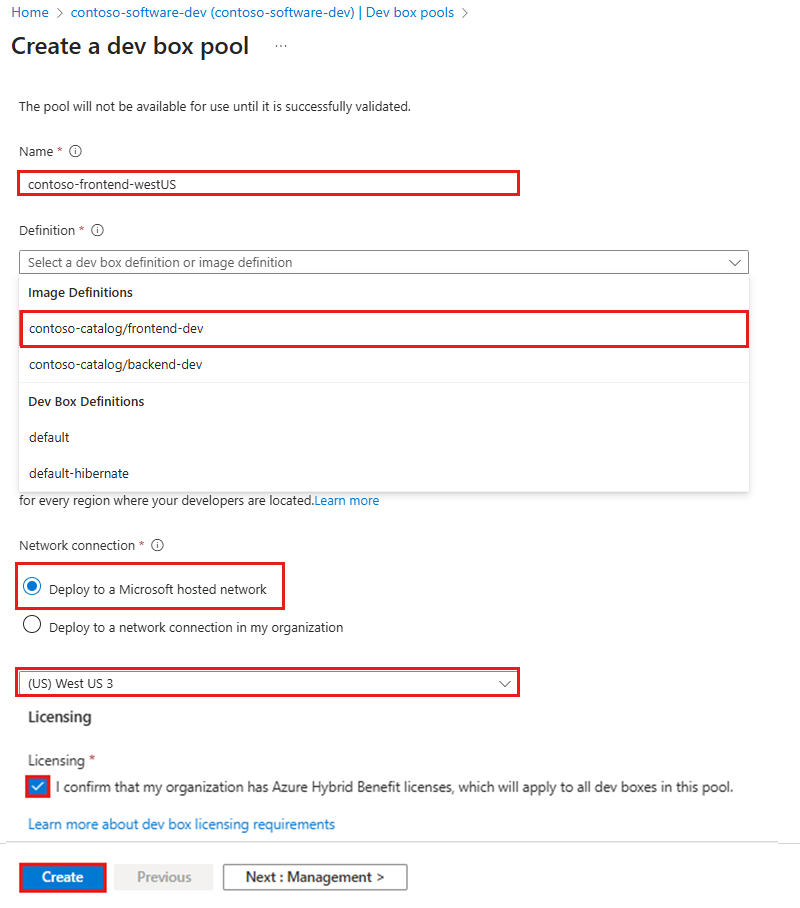 Home > contoso-software-dev (contoso-software-dev) | Dev box pools >
Create a dev box pool ...
The pool will not be available for use until it is successfully validated.
Name *
contoso-frontend-westUS
Definition *
Select a dev box definition or image definition
Image Definitions
contoso-catalog/frontend-dev
contoso-catalog/backend-dev
Dev Box Definitions
default
default-hibernate
for every region where your developers are located.Learn more
Network connection *
Deploy to a Microsoft hosted network
Deploy to a network connection in my organization
(US) West US 3
Licensing
Licensing *
I confirm that my organization has Azure Hybrid Benefit licenses, which will apply to all dev boxes in this pool.
Learn more about dev box licensing requirements
Create Previous Next : Management >